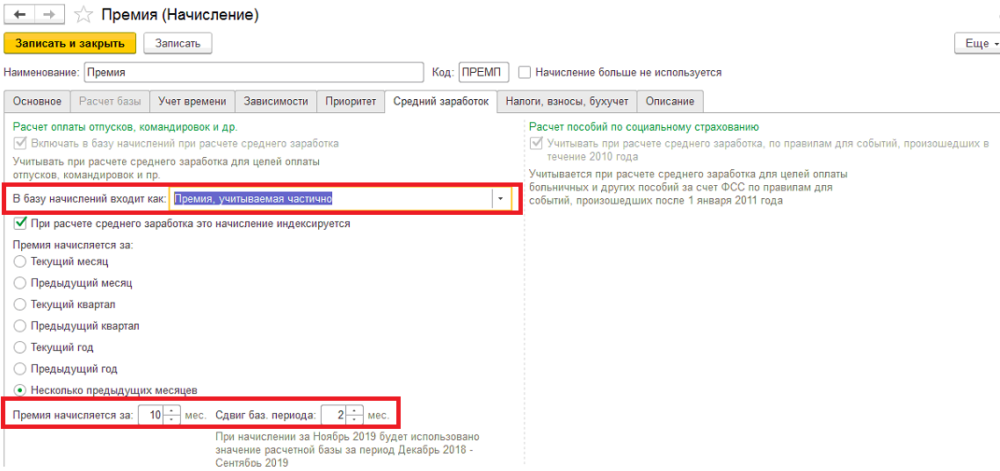 Премия (Начисление)
Записать и закрыть
Записать
Еще
Наименование: Премия
Код: ПРЕМП
Начисление больше не используется
Основное
Расчет базы
Учет времени
Зависимости
Приоритет
Средний заработок
Налоги, взносы, бухучет
Описание
Расчет оплаты отпусков, командировок и др.
Включать в базу начислений при расчете среднего заработка
Учитывать при расчете среднего заработка для целей оплаты
отпусков, командировок и пр.
В базу начислений входит как: Премия, учитываемая частично
При расчете среднего заработка это начисление индексируется
Премия начисляется за:
Текущий месяц
Предыдущий месяц
Текущий квартал
Предыдущий квартал
Текущий год
Предыдущий год
Несколько предыдущих месяцев
Премия начисляется за: 10 мес. Сдвиг баз. периода: 2 мес.
При начислении за Ноябрь 2019 будет использовано
значение расчетной базы за период Декабрь 2018 -
Сентябрь 2019
Расчет пособий по социальному страхованию
Учитывать при расчете среднего заработка, по правилам для событий, произошедших в
течение 2010 года
Учитывается при расчете среднего заработка для целей оплаты
больничных и других пособий за счет ФСС по правилам для
событий, произошедших после 1 января 2011 года